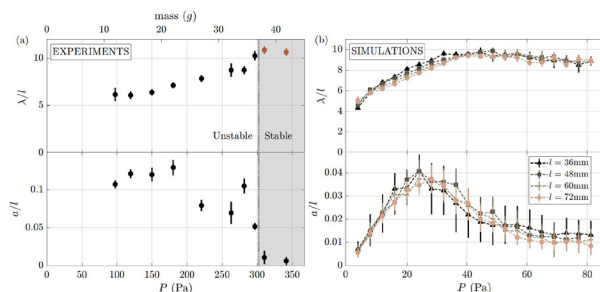 mass (g)
0 10 20 30 40
(a) EXPERIMENTS
10
5
0
λ/l
Unstable Stable
0.1
0.05
0
a/l
0 50 100 150 200 250 300 350
P (Pa)
(b) SIMULATIONS
10
8
6
4
2
0
λ/l
l = 36mm
l = 48mm
l = 60mm
l = 72mm
0.04
0.03
0.02
0.01
0
a/l
0 20 40 60 80
P (Pa)